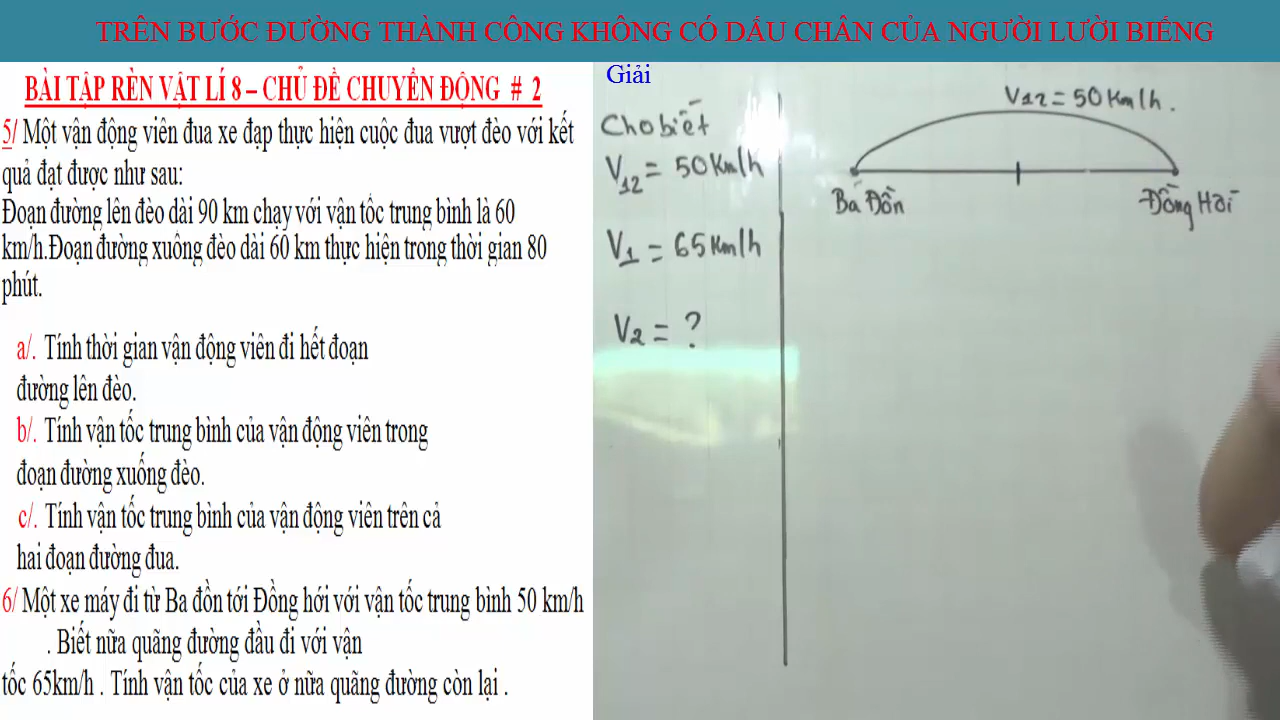 TRÊN BƯỚC ĐƯỜNG THÀNH CÔNG KHÔNG CÓ DẤU CHÂN CỦA NGƯỜI LƯỜI BIẾNG
BÀI TẬP RÈN VẬT LÍ 8 – CHỦ ĐỀ CHUYỂN ĐỘNG # 2
5/ Một vận động viên đua xe đạp thực hiện cuộc đua vượt đèo với kết
quả đạt được như sau:
Đoạn đường lên đèo dài 90 km chạy với vận tốc trung bình là 60
km/h.Đoạn đường xuống đèo dài 60 km thực hiện trong thời gian 80
phút.
a/. Tính thời gian vận động viên đi hết đoạn
đường lên đèo.
b/. Tính vận tốc trung bình của vận động viên trong
đoạn đường xuống đèo.
c/. Tính vận tốc trung bình của vận động viên trên cả
hai đoạn đường đua.
6/ Một xe máy đi từ Ba đồn tới Đồng hới với vận tốc trung bình 50 km/h
. Biết nữa quãng đường đầu đi với vận
tốc 65km/h . Tính vận tốc của xe ở nữa quãng đường còn lại .
Giải
Cho biết
V12 = 50 Km/h
V1 = 65 Km/h
V2 = ?
V12 = 50 Km/h.
Ba Đồn
Đồng Hới